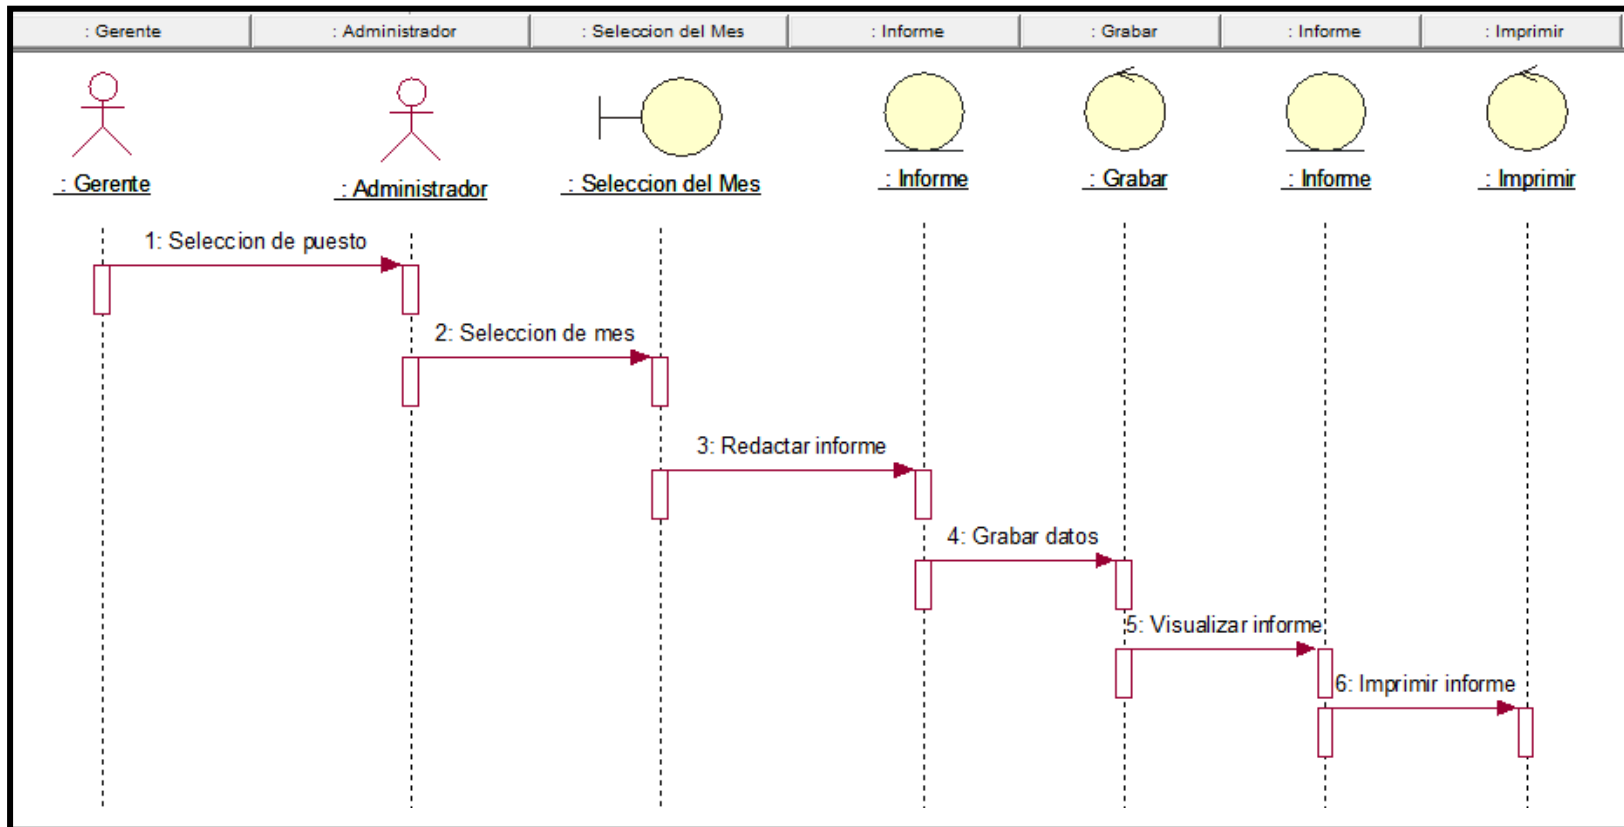 : Gerente
: Administrador
: Seleccion del Mes
: Informe
: Grabar
: Informe
: Imprimir
: Gerente
: Administrador
: Seleccion del Mes
: Informe
: Grabar
: Informe
: Imprimir
1: Seleccion de puesto
2: Seleccion de mes
3: Redactar informe
4: Grabar datos
5: Visualizar informe
6: Imprimir informe